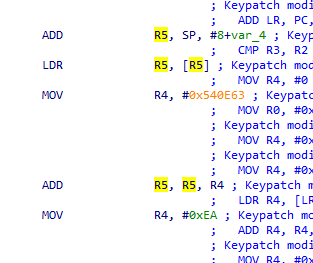 ; Keypatch modi
;   ADD LR, PC,
ADD R5, SP, #8+var_4 ; Keyp
;   CMP R3, R2
LDR R5, [R5] ; Keypatch modi
;   MOV R4, #0
MOV R4, #0x540E63 ; Keypatc
;   MOV R0, #0x
; Keypatch modi
;   MOV R4, #0x
; Keypatch modi
;   MOV R4, #0x
ADD R5, R5, R4 ; Keypatch m
;   LDR R4, [LR
MOV R4, #0xEA ; Keypatch mo
;   ADD R4, R4,
; Keypatch modi
;   MOV R4, #0x